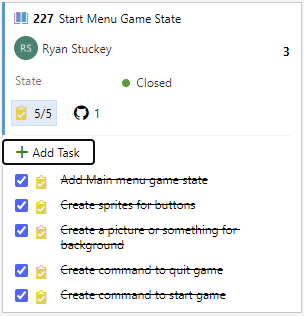 227 Start Menu Game State
RS Ryan Stuckey
3
State Closed
5/5 1
+ Add Task
Add Main menu game state
Create sprites for buttons
Create a picture or something for
background
Create command to quit game
Create command to start game